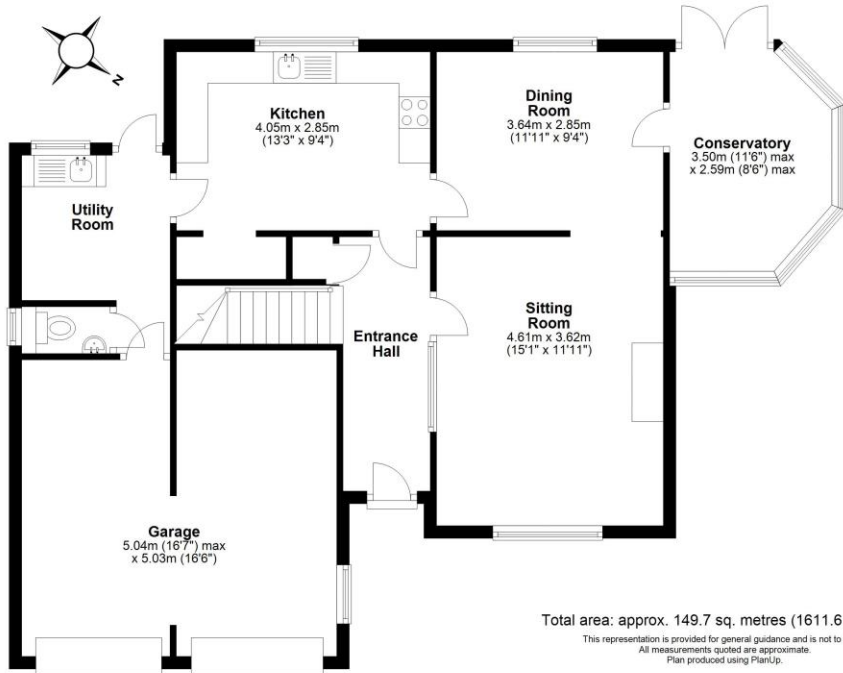 N
Kitchen
4.05m x 2.85m
(13'3" x 9'4")
Dining
Room
3.64m x 2.85m
(11'11" x 9'4")
Conservatory
3.50m (11'6") max
x 2.59m (8'6") max
Utility
Room
Sitting
Room
4.61m x 3.62m
(15'1" x 11'11")
Entrance
Hall
Garage
5.04m (16'7") max
x 5.03m (16'6")
Total area: approx. 149.7 sq. metres (1611.6
This representation is provided for general guidance and is not to
All measurements quoted are approximate.
Plan produced using PlanUp.